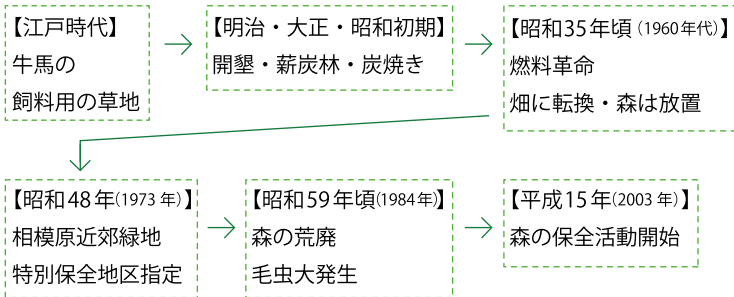 【江戸時代】
牛馬の
飼料用の草地
【明治・大正・昭和初期】
開墾・薪炭林・炭焼き
【昭和35年頃(1960年代)】
燃料革命
畑に転換・森は放置
【昭和48年(1973年)】
相模原近郊緑地
特別保全地区指定
【昭和59年頃(1984年)】
森の荒廃
毛虫大発生
【平成15年(2003年)】
森の保全活動開始